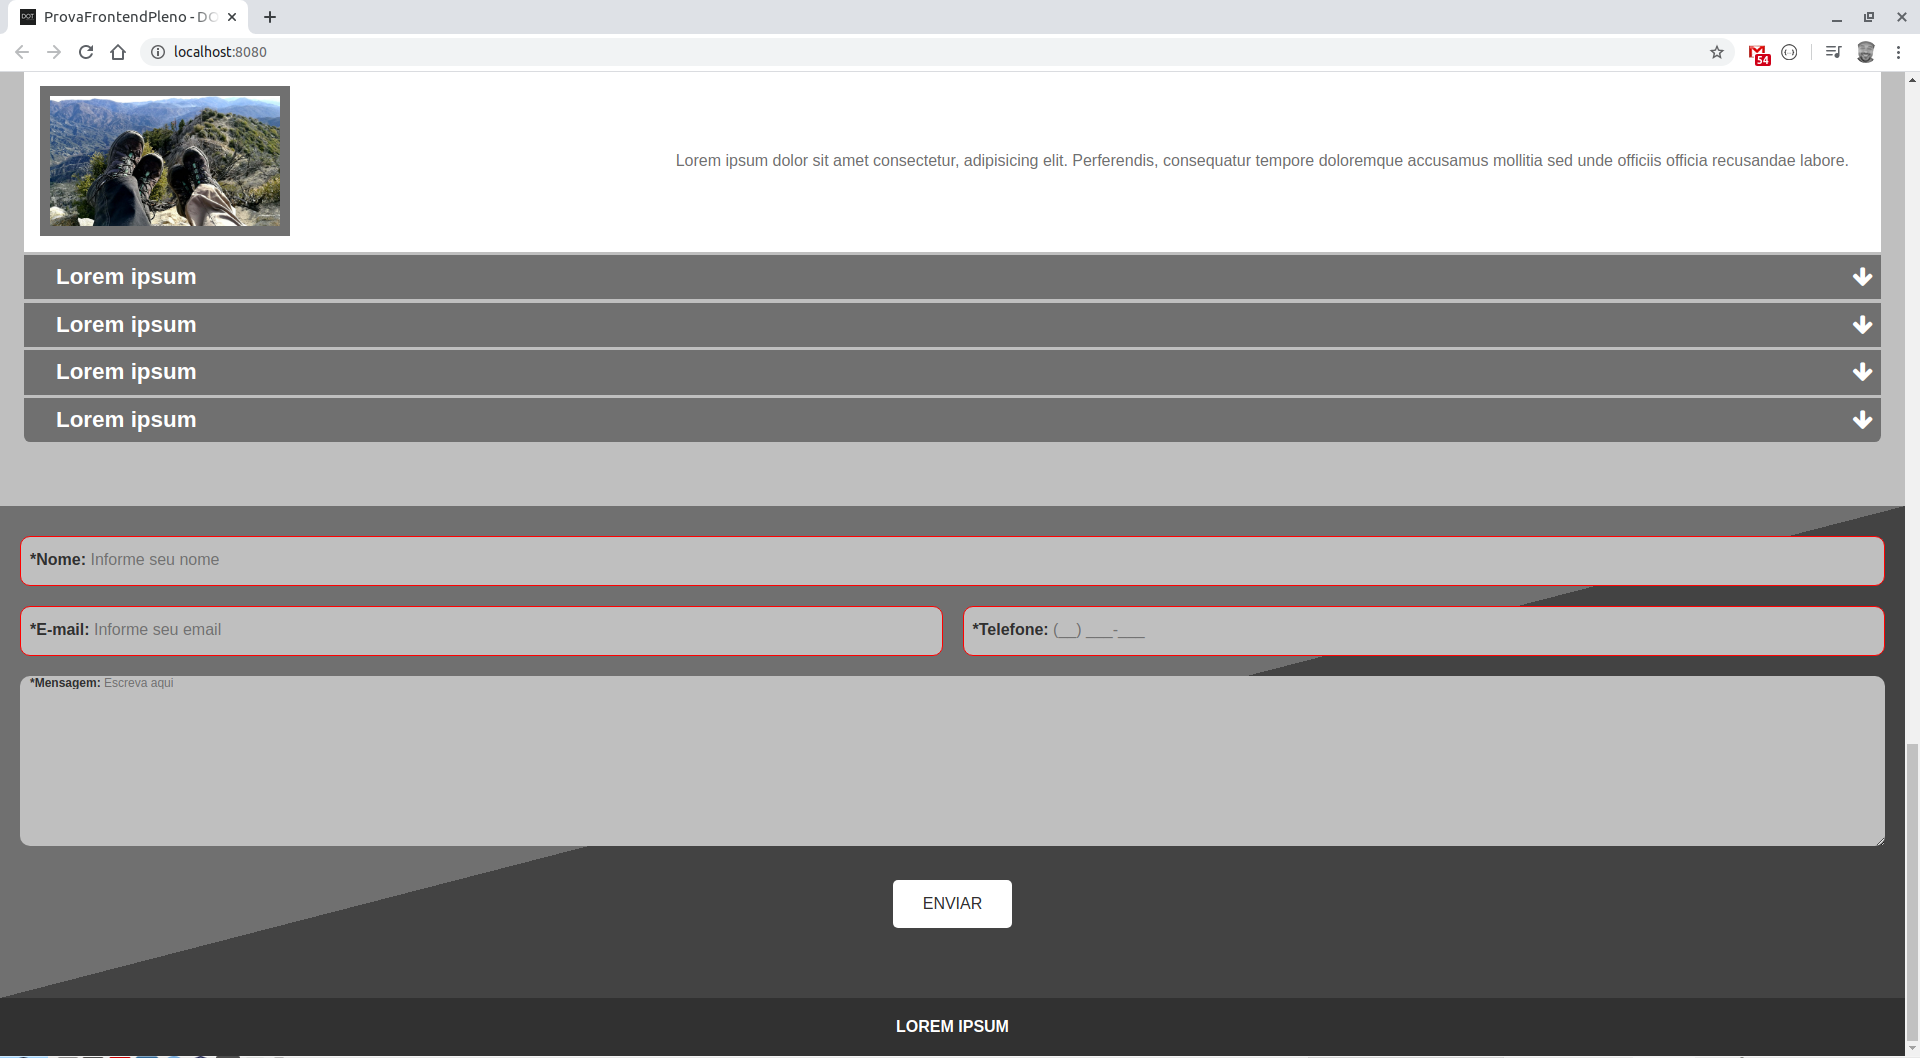 ProvaFrontendPleno - DO
localhost:8080
54
Lorem ipsum dolor sit amet consectetur, adipisicing elit. Perferendis, consequatur tempore doloremque accusamus mollitia sed unde officiis officia recusandae labore.
Lorem ipsum
Lorem ipsum
Lorem ipsum
Lorem ipsum
*Nome: Informe seu nome
*E-mail: Informe seu email
*Telefone: (__) ___-___
*Mensagem: Escreva aqui
ENVIAR
LOREM IPSUM